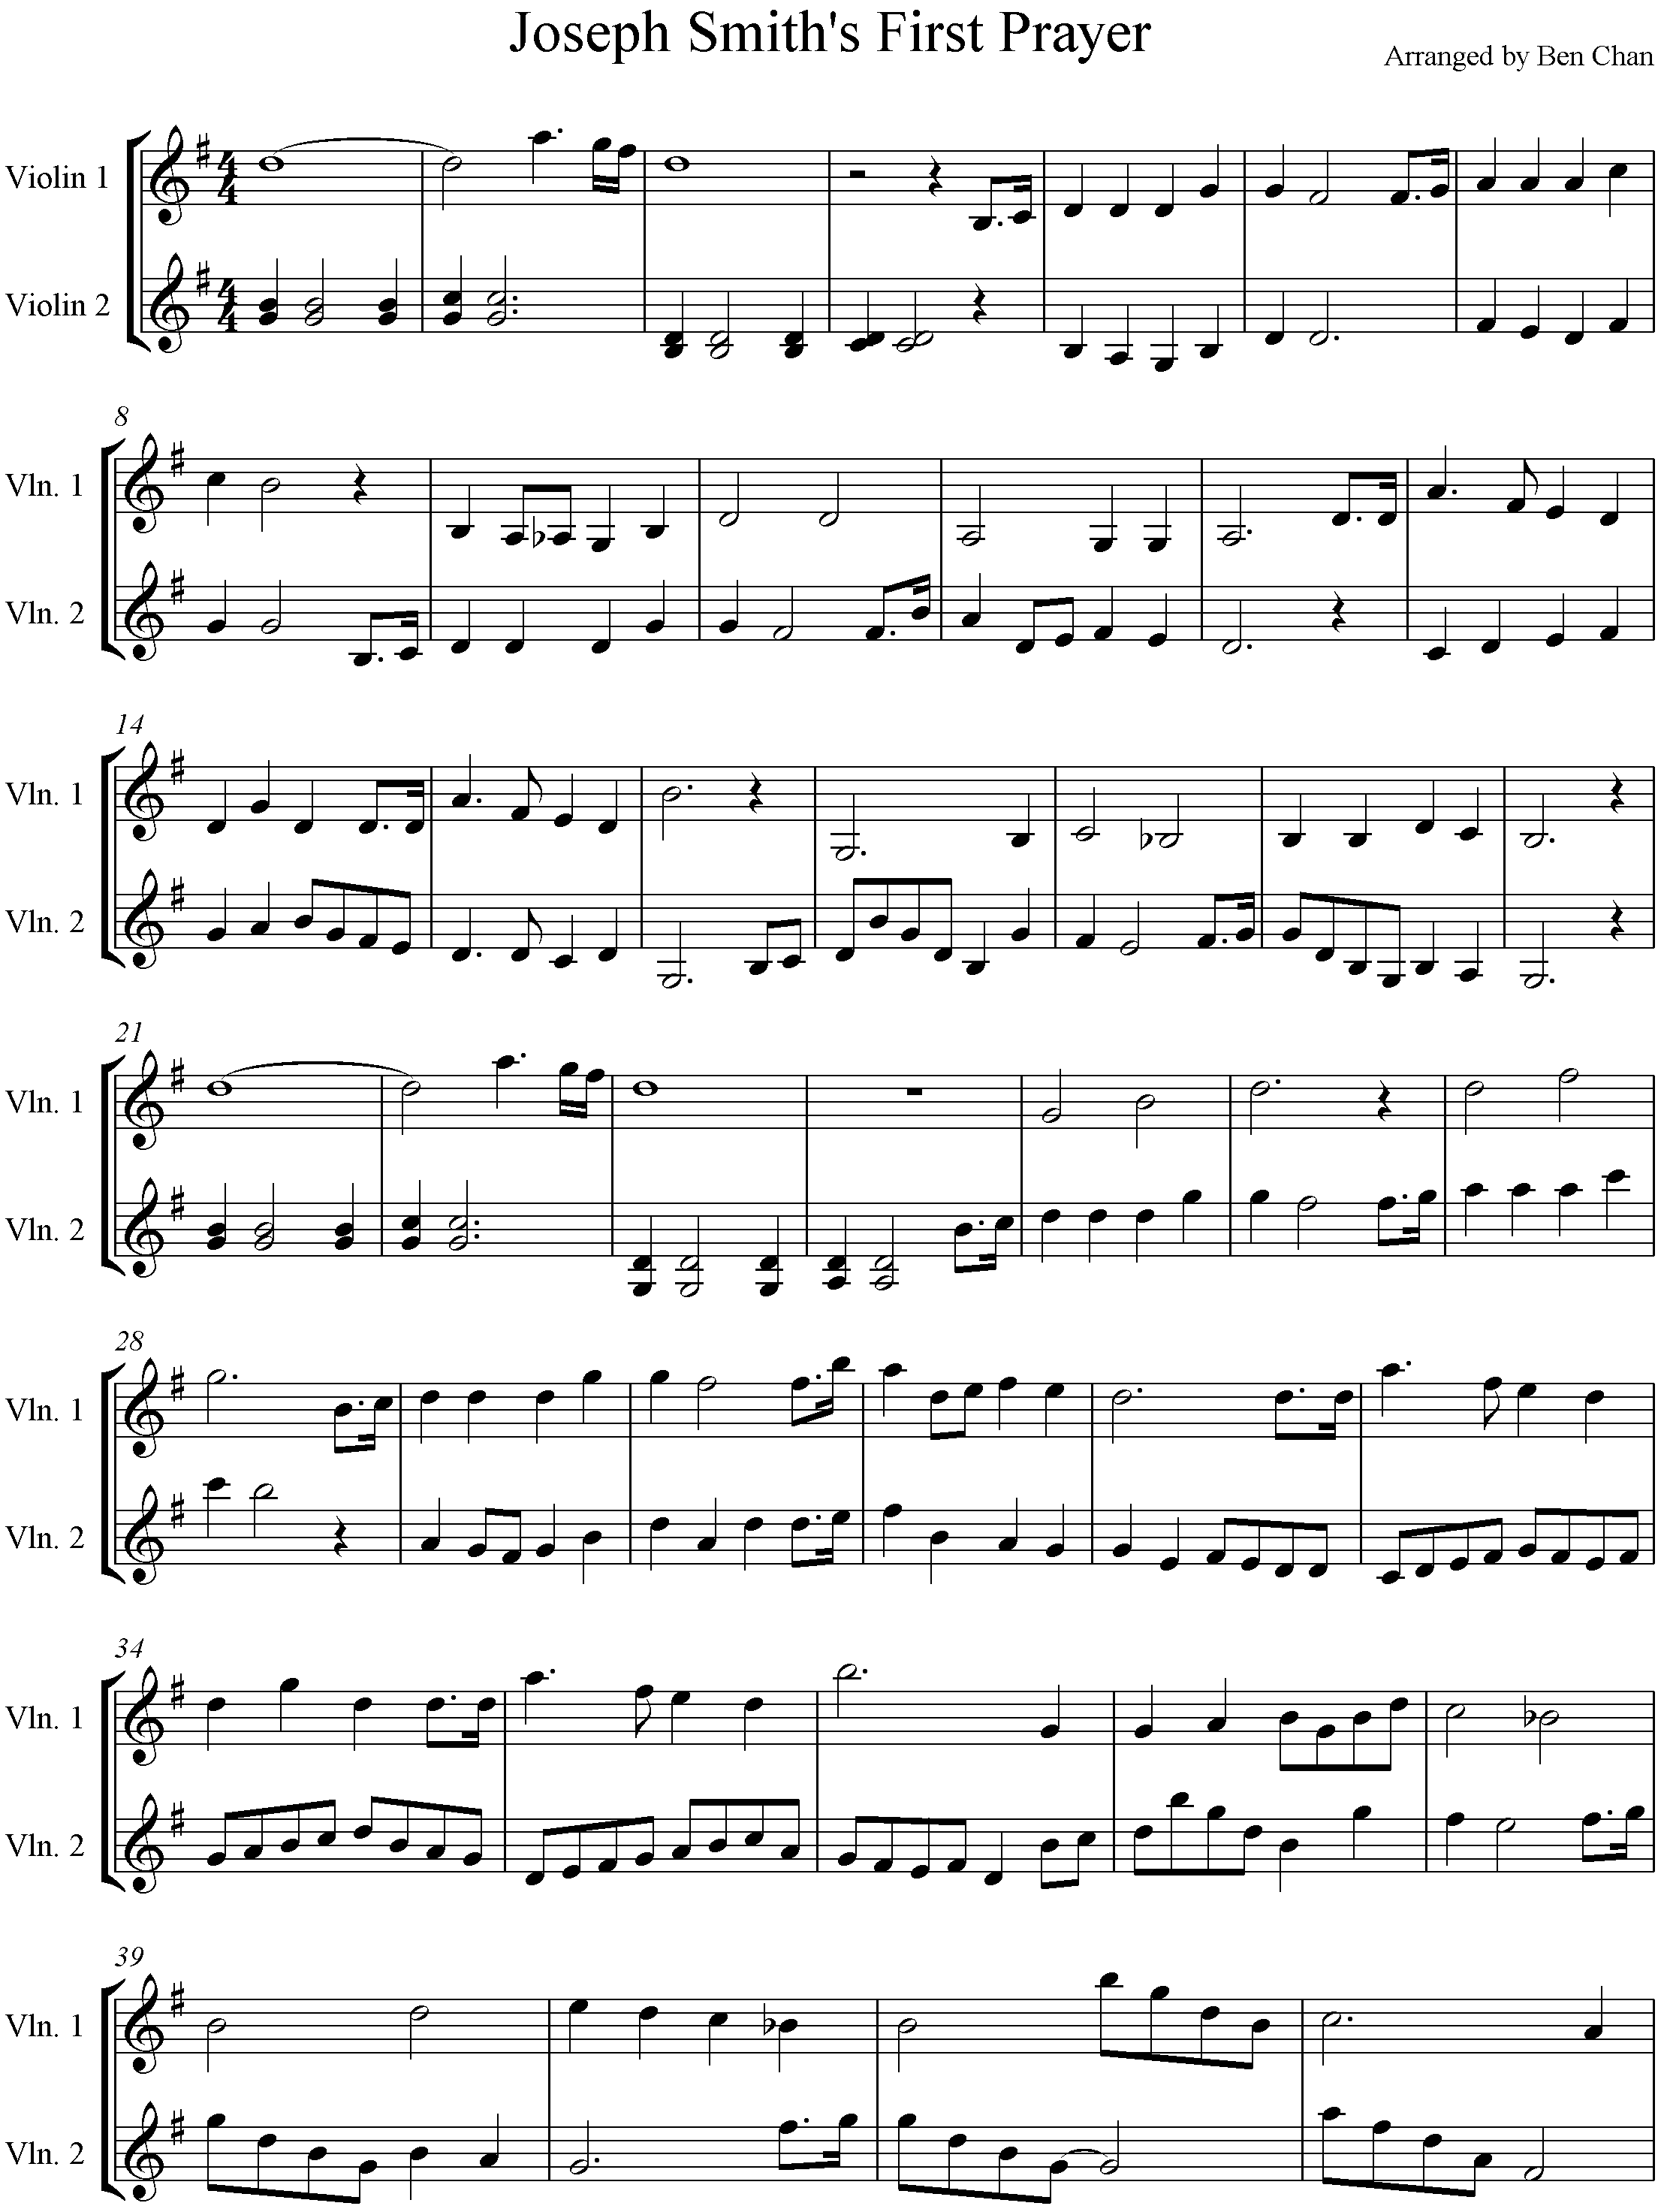 Joseph Smith's First Prayer
Arranged by Ben Chan
Violin 1
4
4
Violin 2
4
4
8
Vln. 1
Vln. 2
14
Vln. 1
Vln. 2
21
Vln. 1
Vln. 2
28
Vln. 1
Vln. 2
34
Vln. 1
Vln. 2
39
Vln. 1
Vln. 2